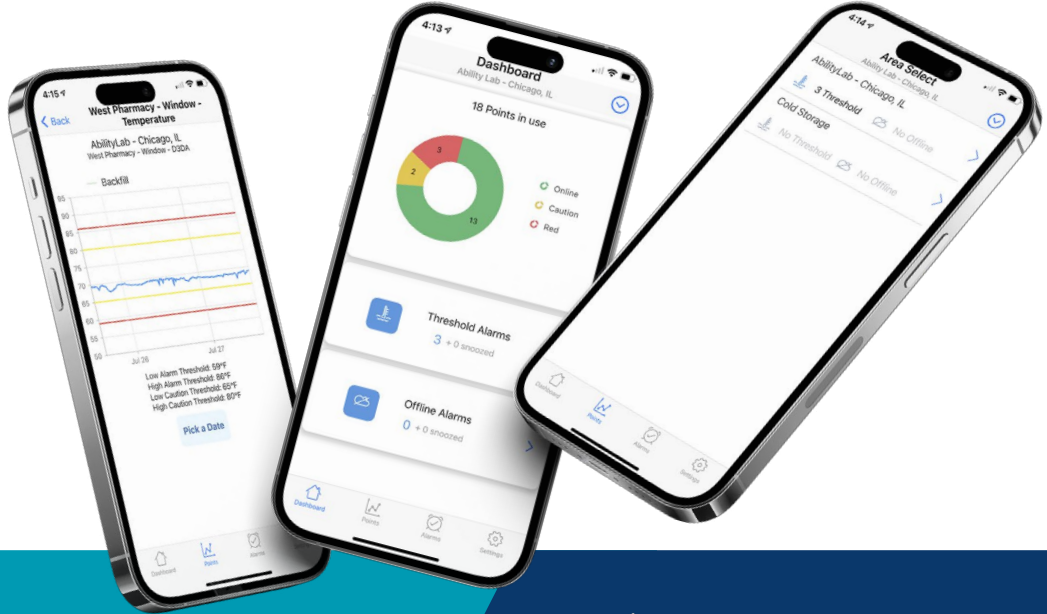 4:15
Back
West Pharmacy - Window - Temperature
AbilityLab - Chicago, IL
West Pharmacy - Window - D3DA
Backfill
95
90
85
80
75
70
65
60
55
50
Jul 26
Jul 27
Low Alarm Threshold: 59°F
High Alarm Threshold: 86°F
Low Caution Threshold: 65°F
High Caution Threshold: 80°F
Pick a Date
Dashboard
Points
Alarms
4:13
Dashboard
Ability Lab - Chicago, IL
18 Points in use
3
2
13
Online
Caution
Red
Threshold Alarms
3 + 0 snoozed
Offline Alarms
0 + 0 snoozed
Dashboard
Points
Alarms
Settings
4:14
Area Select
Ability Lab - Chicago, IL
AbilityLab - Chicago, IL
3 Threshold
No Offline
Cold Storage
No Threshold
No Offline
Dashboard
Points
Alarms
Settings